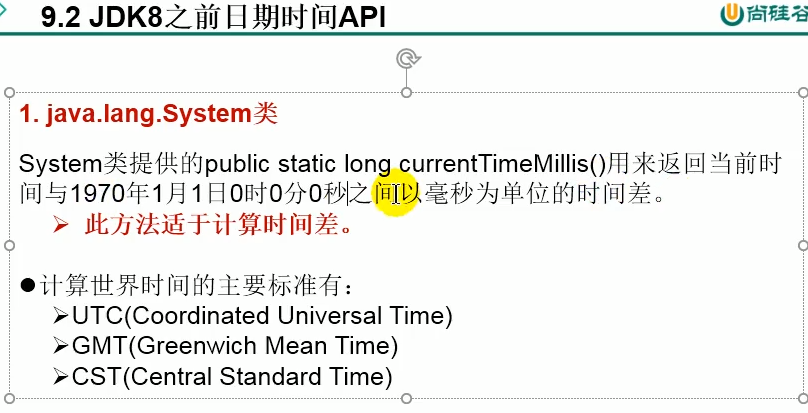 9.2 JDK8之前日期时间API
尚硅谷
1. java.lang.System类
System类提供的public static long currentTimeMillis()用来返回当前时
间与1970年1月1日0时0分0秒之间以毫秒为单位的时间差。
➢ 此方法适于计算时间差。
●计算世界时间的主要标准有：
➢UTC(Coordinated Universal Time)
➢GMT(Greenwich Mean Time)
➢CST(Central Standard Time)